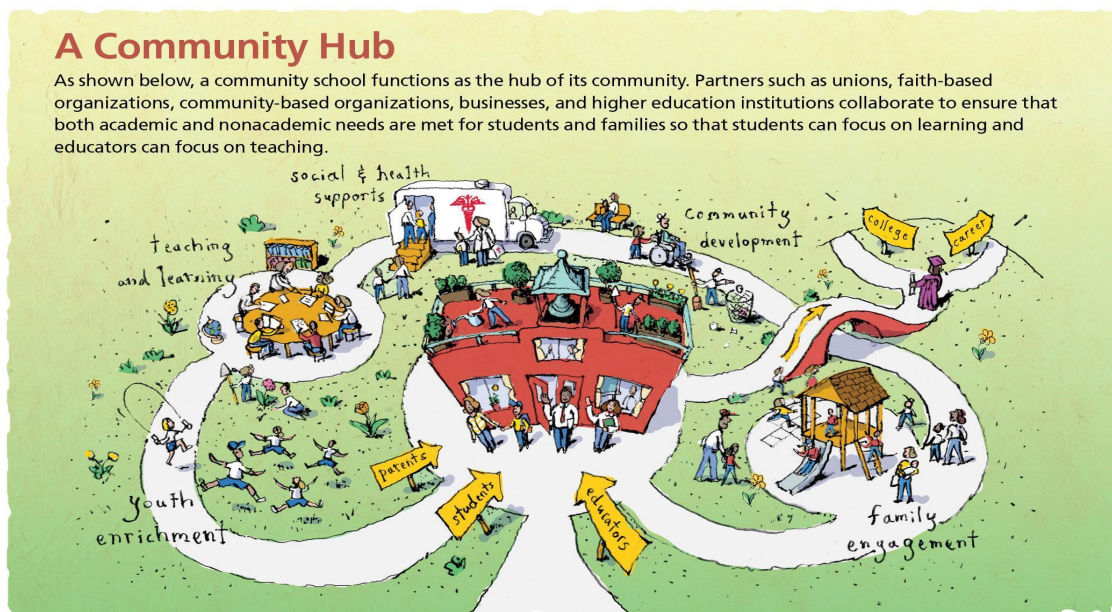 A Community Hub
As shown below, a community school functions as the hub of its community. Partners such as unions, faith-based
organizations, community-based organizations, businesses, and higher education institutions collaborate to ensure that
both academic and nonacademic needs are met for students and families so that students can focus on learning and
educators can focus on teaching.
social & health
supports
teaching
and learning
community
development
college
career
parents
students
educators
youth
enrichment
family
engagement